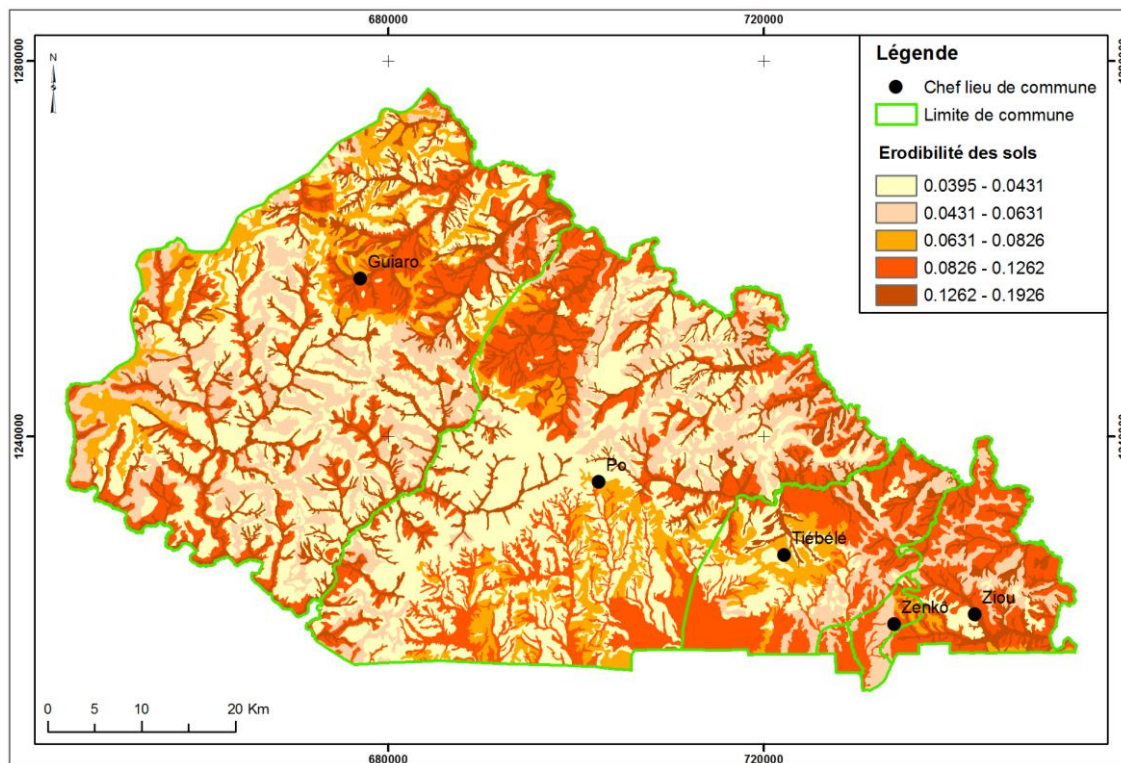 680000
720000
1280000
1280000
N
Légende
Chef lieu de commune
Limite de commune
Erodibilité des sols
0.0395 - 0.0431
0.0431 - 0.0631
0.0631 - 0.0826
0.0826 - 0.1262
0.1262 - 0.1926
Guiaro
1240000
1240000
Po
Tiébélé
Zenko
Ziou
0 5 10 20 Km
680000
720000